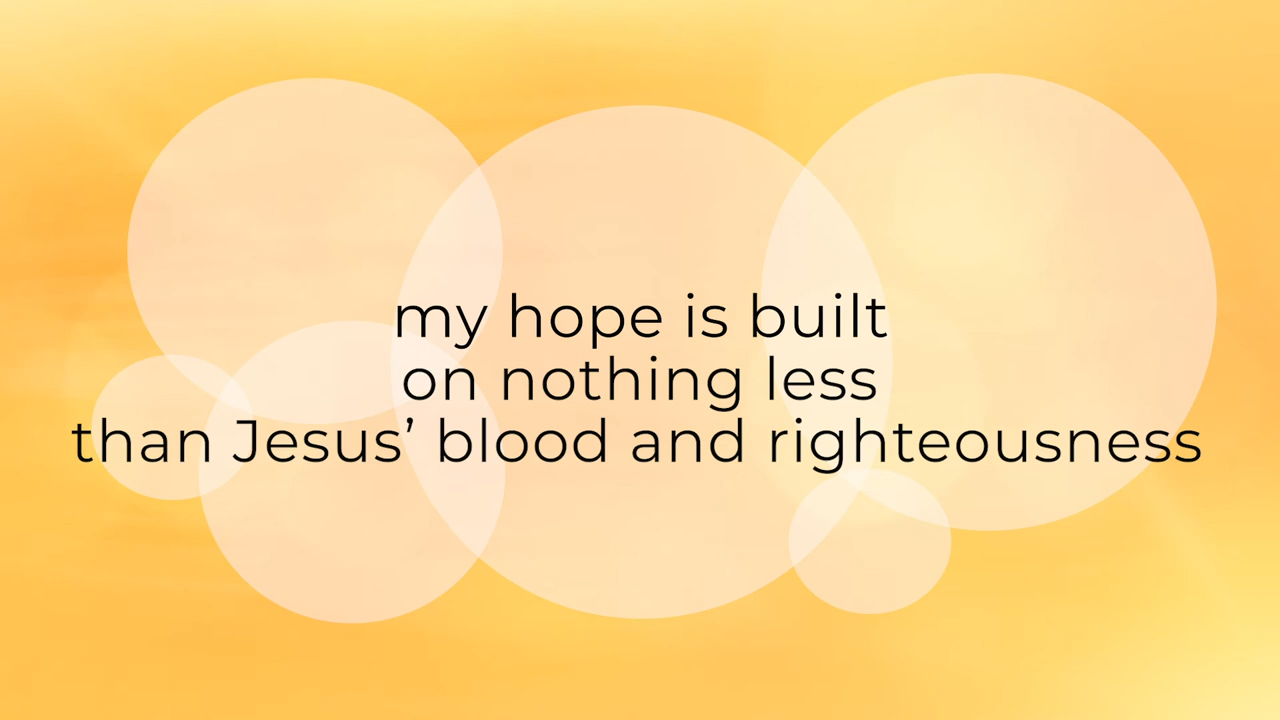 my hope is built
on nothing less
than Jesus’ blood and righteousness